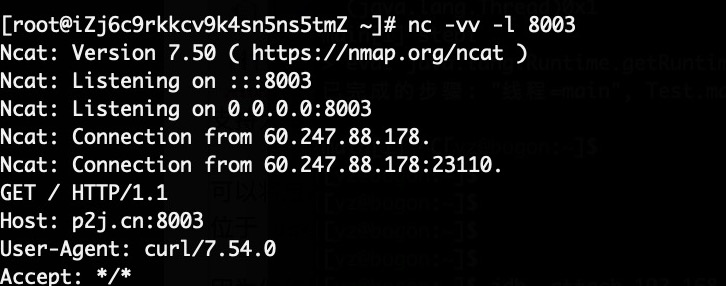 [root@iZj6c9rkkcv9k4sn5ns5tmZ ~]# nc -vv -l 8003
Ncat: Version 7.50 ( https://nmap.org/ncat )
Ncat: Listening on :::8003
Ncat: Listening on 0.0.0.0:8003
Ncat: Connection from 60.247.88.178.
Ncat: Connection from 60.247.88.178:23110.
GET / HTTP/1.1
Host: p2j.cn:8003
User-Agent: curl/7.54.0
Accept: */*